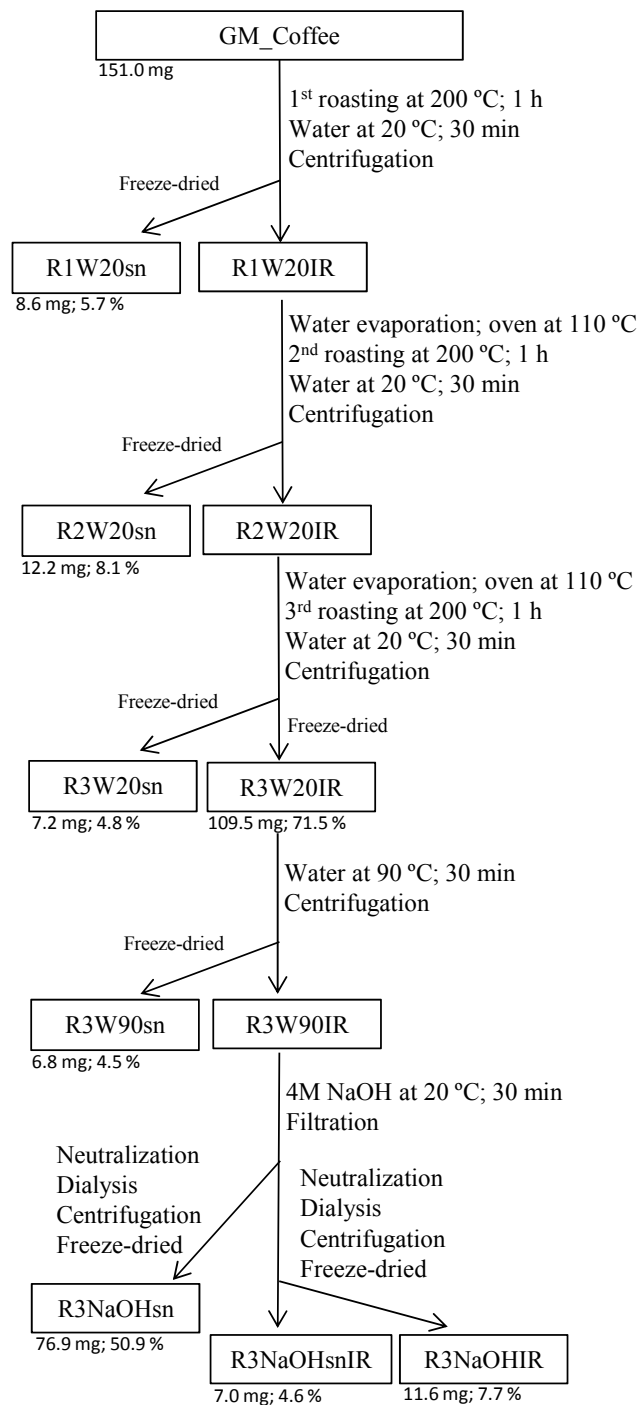 GM_Coffee
151.0 mg
1st roasting at 200 ºC; 1 h
Water at 20 ºC; 30 min
Centrifugation
Freeze-dried
R1W20sn
R1W20IR
8.6 mg; 5.7 %
Water evaporation; oven at 110 ºC
2nd roasting at 200 ºC; 1 h
Water at 20 ºC; 30 min
Centrifugation
Freeze-dried
R2W20sn
R2W20IR
12.2 mg; 8.1 %
Water evaporation; oven at 110 ºC
3rd roasting at 200 ºC; 1 h
Water at 20 ºC; 30 min
Centrifugation
Freeze-dried
Freeze-dried
R3W20sn
R3W20IR
7.2 mg; 4.8 %
109.5 mg; 71.5 %
Water at 90 ºC; 30 min
Centrifugation
Freeze-dried
R3W90sn
R3W90IR
6.8 mg; 4.5 %
4M NaOH at 20 ºC; 30 min
Filtration
Neutralization
Dialysis
Centrifugation
Freeze-dried
Neutralization
Dialysis
Centrifugation
Freeze-dried
R3NaOHsn
76.9 mg; 50.9 %
R3NaOHsnIR
R3NaOHIR
7.0 mg; 4.6 %
11.6 mg; 7.7 %